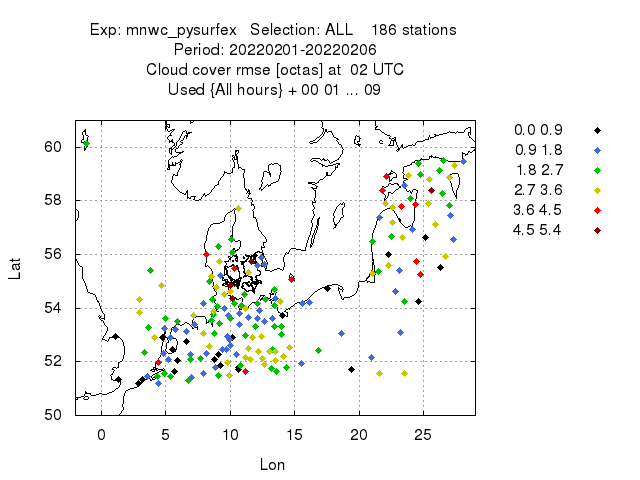 Exp: mnwc_pysurfex   Selection: ALL    186 stations
Period: 20220201-20220206
Cloud cover rmse [octas] at  02 UTC
Used {All hours} + 00 01 ... 09
0.0 0.9
0.9 1.8
1.8 2.7
2.7 3.6
3.6 4.5
4.5 5.4
60
58
56
54
52
50
Lat
0 5 10 15 20 25
Lon